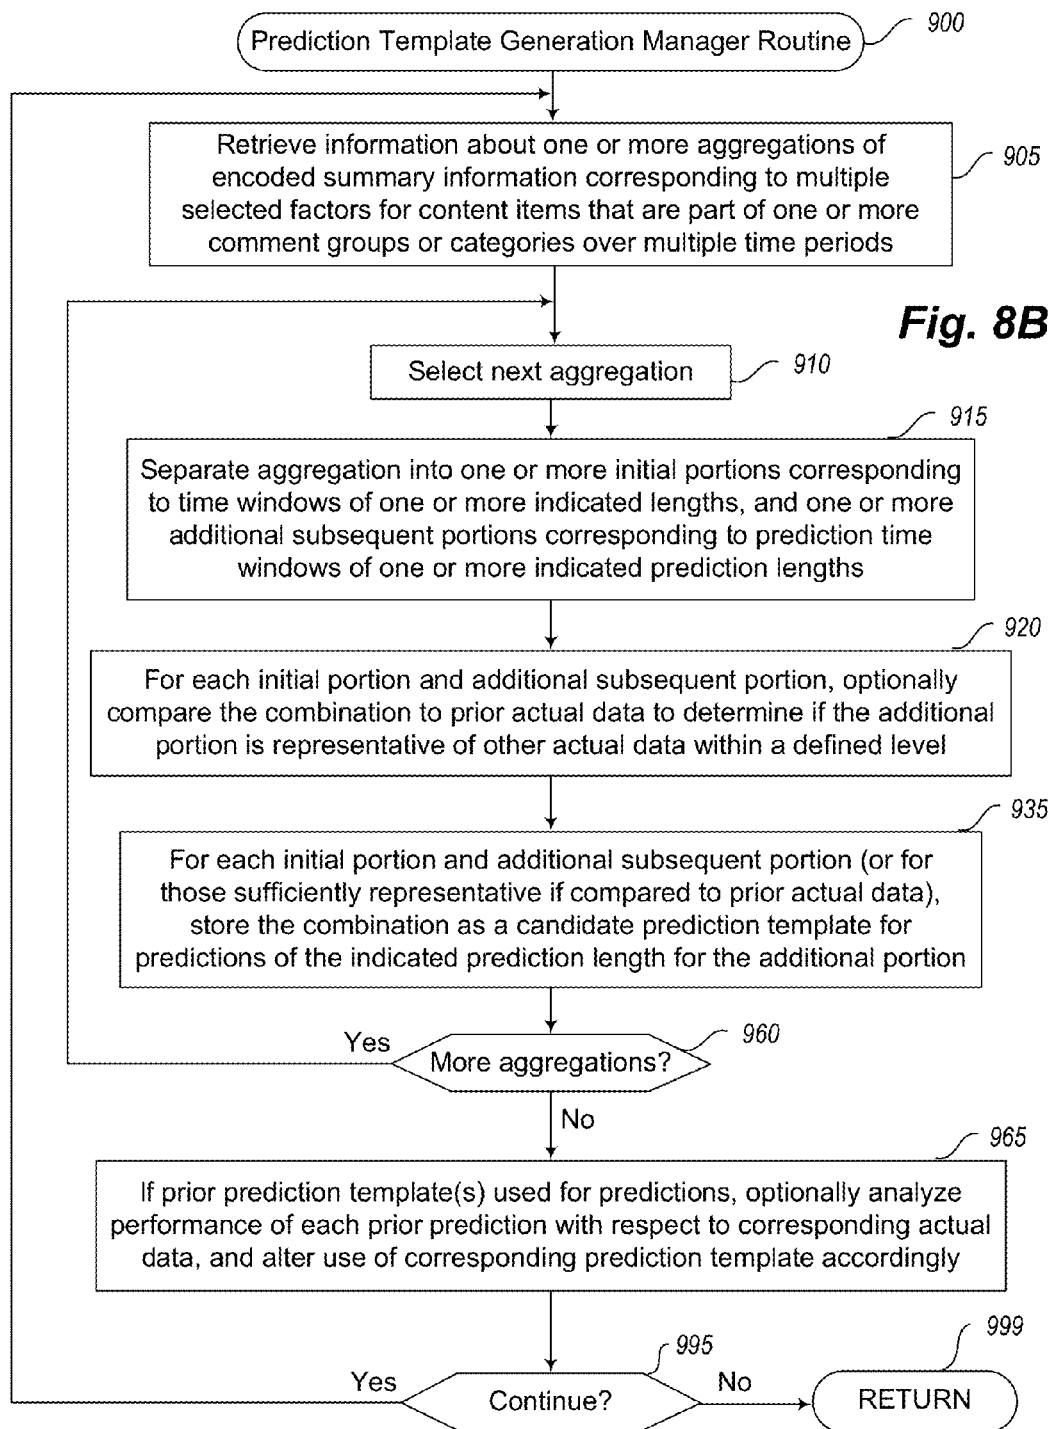 Prediction Template Generation Manager Routine
900
Retrieve information about one or more aggregations of
encoded summary information corresponding to multiple
selected factors for content items that are part of one or more
comment groups or categories over multiple time periods
905
Fig. 8B
Select next aggregation
910
915
Separate aggregation into one or more initial portions corresponding
to time windows of one or more indicated lengths, and one or more
additional subsequent portions corresponding to prediction time
windows of one or more indicated prediction lengths
920
For each initial portion and additional subsequent portion, optionally
compare the combination to prior actual data to determine if the additional
portion is representative of other actual data within a defined level
935
For each initial portion and additional subsequent portion (or for
those sufficiently representative if compared to prior actual data),
store the combination as a candidate prediction template for
predictions of the indicated prediction length for the additional portion
Yes
More aggregations?
960
No
965
If prior prediction template(s) used for predictions, optionally analyze
performance of each prior prediction with respect to corresponding actual
data, and alter use of corresponding prediction template accordingly
Yes
Continue?
995
No
999
RETURN